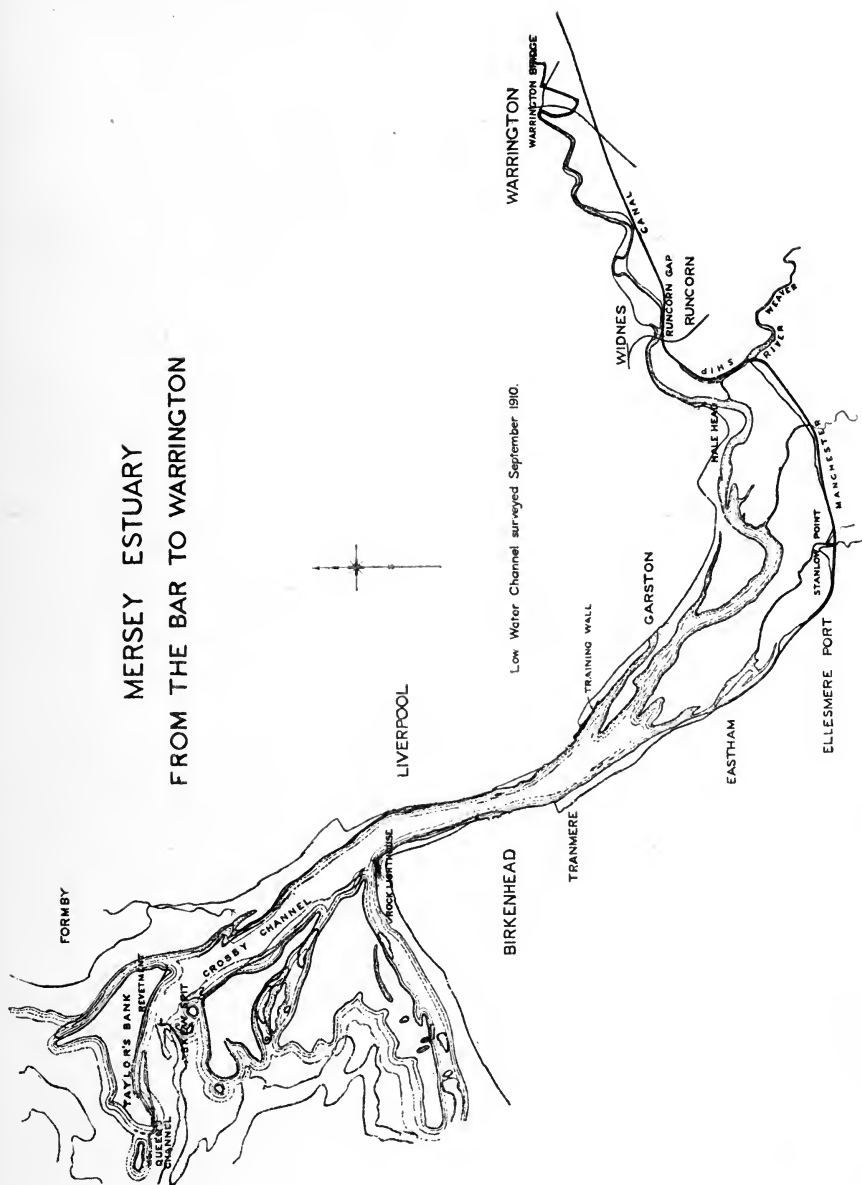 MERSEY ESTUARY
FROM THE BAR TO WARRINGTON
Low Water Channel surveyed September 1910.
FORMBY
TAYLOR'S BANK
REVETMENT
QUEEN'S
CHANNEL
SPIT
CROSBY CHANNEL
ROCK LIGHTHOUSE
LIVERPOOL
BIRKENHEAD
TRANMERE
TRAINING WALL
GARSTON
EASTHAM
ELLESMERE PORT
STANLOW POINT
MANCHESTER
SHIP
CANAL
HALE HEAD
RIVER WEAVER
WIDNES
RUNCORN GAP
RUNCORN
WARRINGTON
WARRINGTON BRIDGE